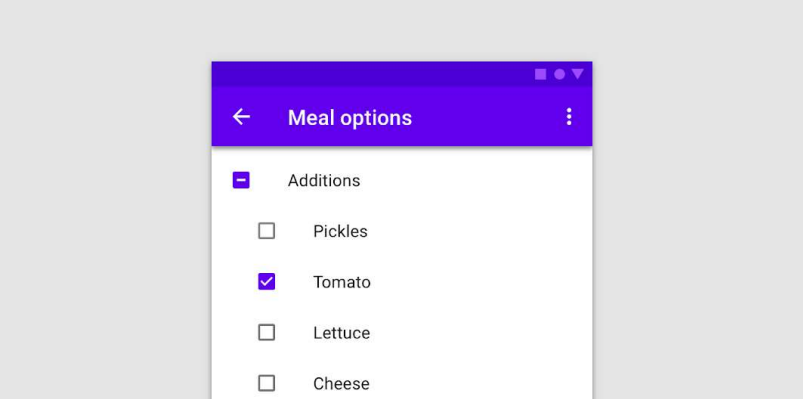 Meal options
Additions
Pickles
Tomato
Lettuce
Cheese